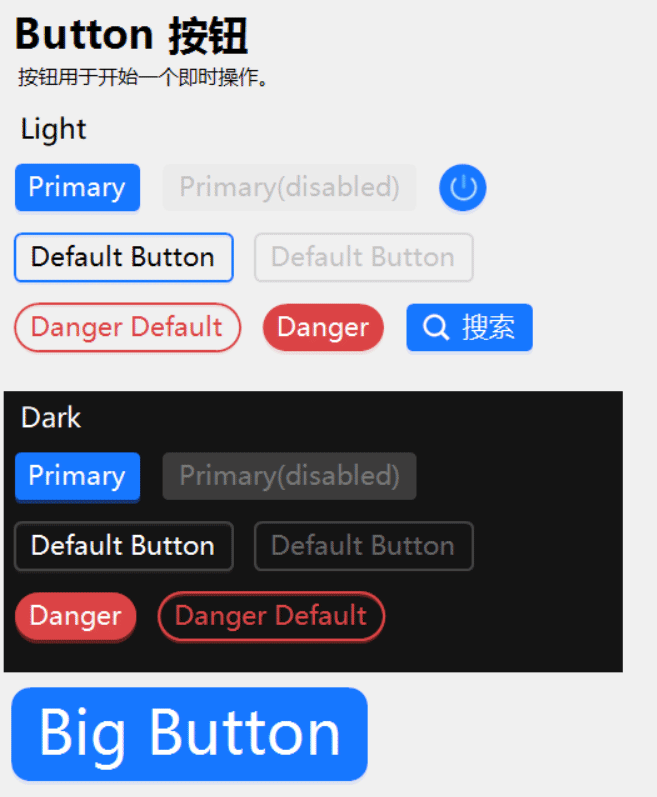 Button 按钮
按钮用于开始一个即时操作。
Light
Primary Primary(disabled)
Default Button Default Button
Danger Default Danger 搜索
Dark
Primary Primary(disabled)
Default Button Default Button
Danger Danger Default
Big Button